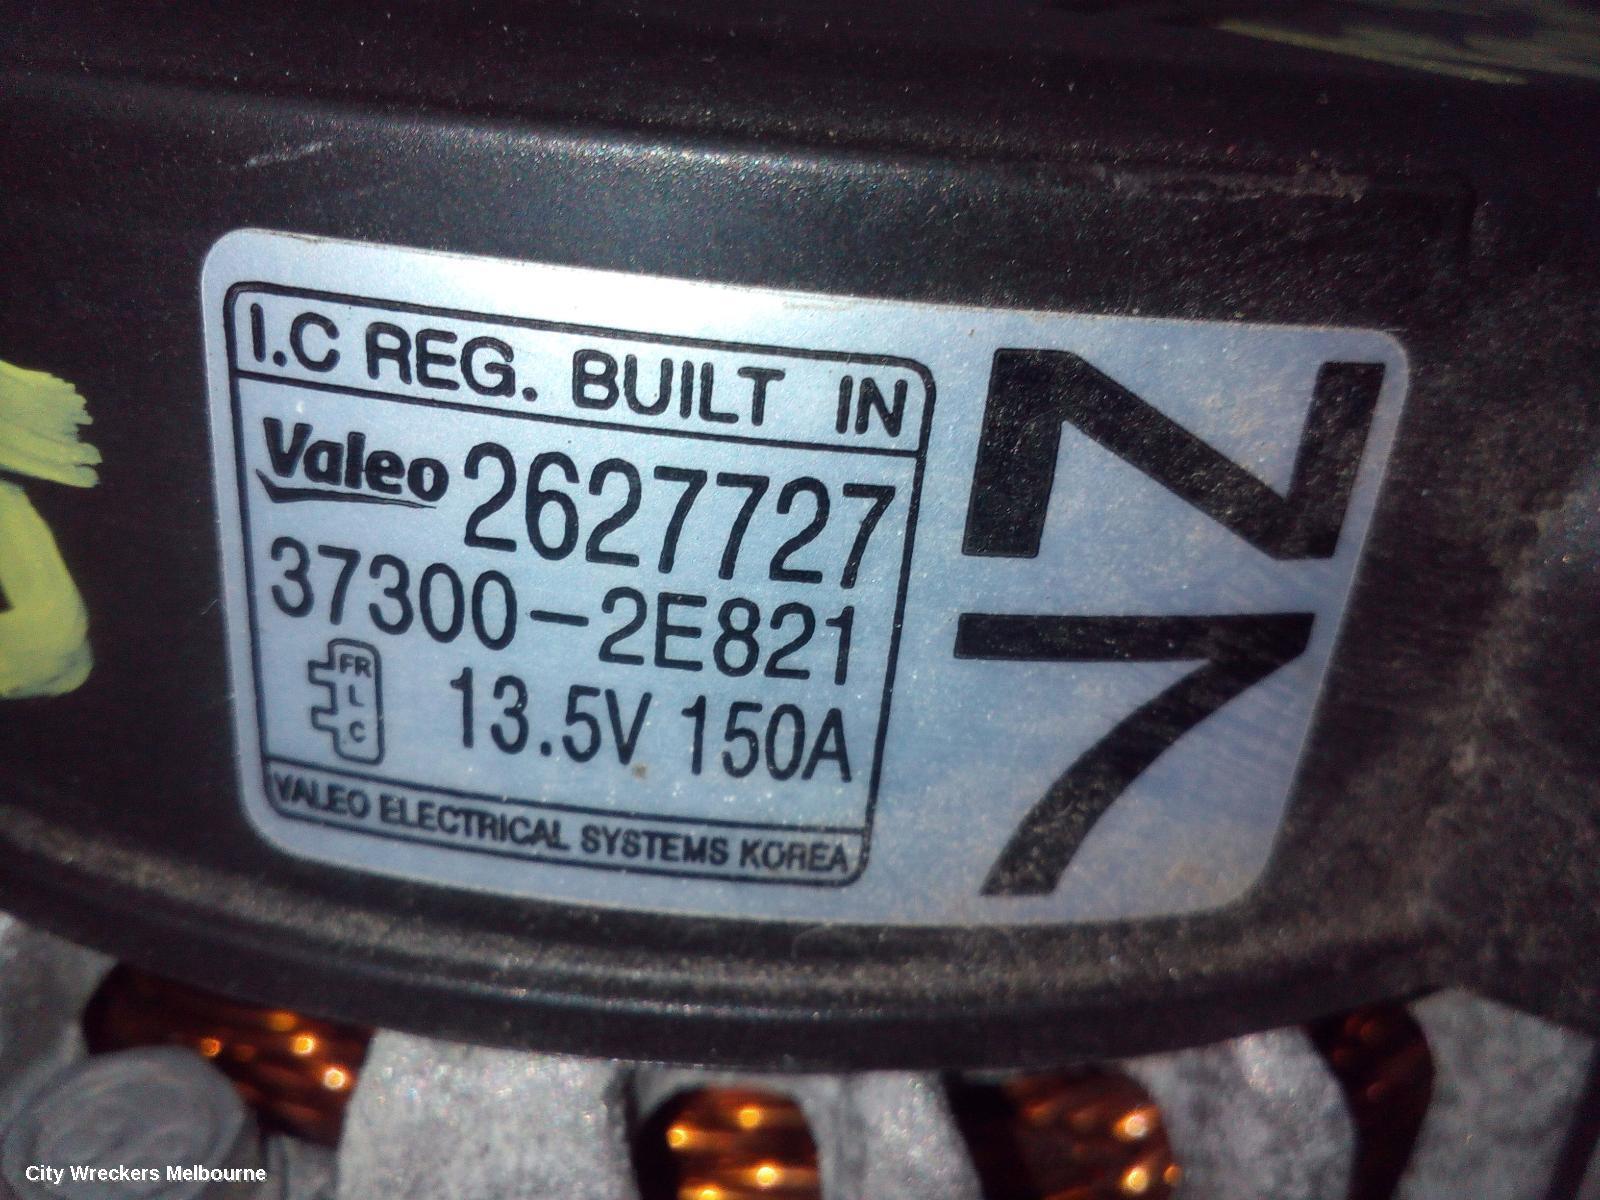 I.C REG. BUILT IN
Valeo 2627727
37300-2E821
FR
L
C
13.5V 150A
VALEO ELECTRICAL SYSTEMS KOREA
N
7
City Wreckers Melbourne